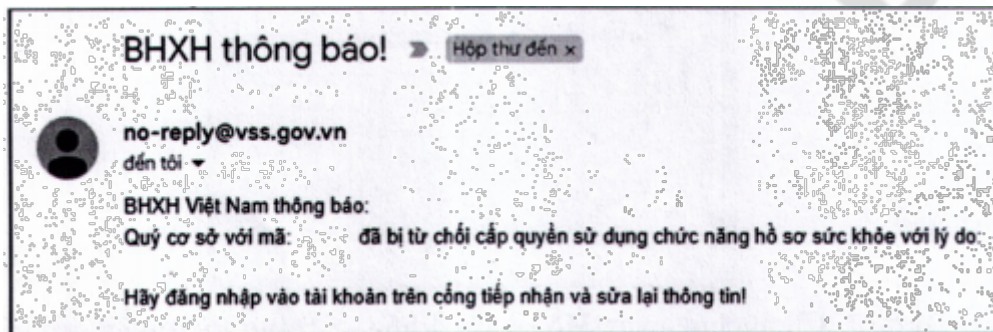 BHXH thông báo!
Hộp thư đến ×
no-reply@vss.gov.vn
đến tôi
BHXH Việt Nam thông báo:
Quý cơ sở với mã: đã bị từ chối cấp quyền sử dụng chức năng hồ sơ sức khỏe với lý do:
Hãy đăng nhập vào tài khoản trên cổng tiếp nhận và sửa lại thông tin!